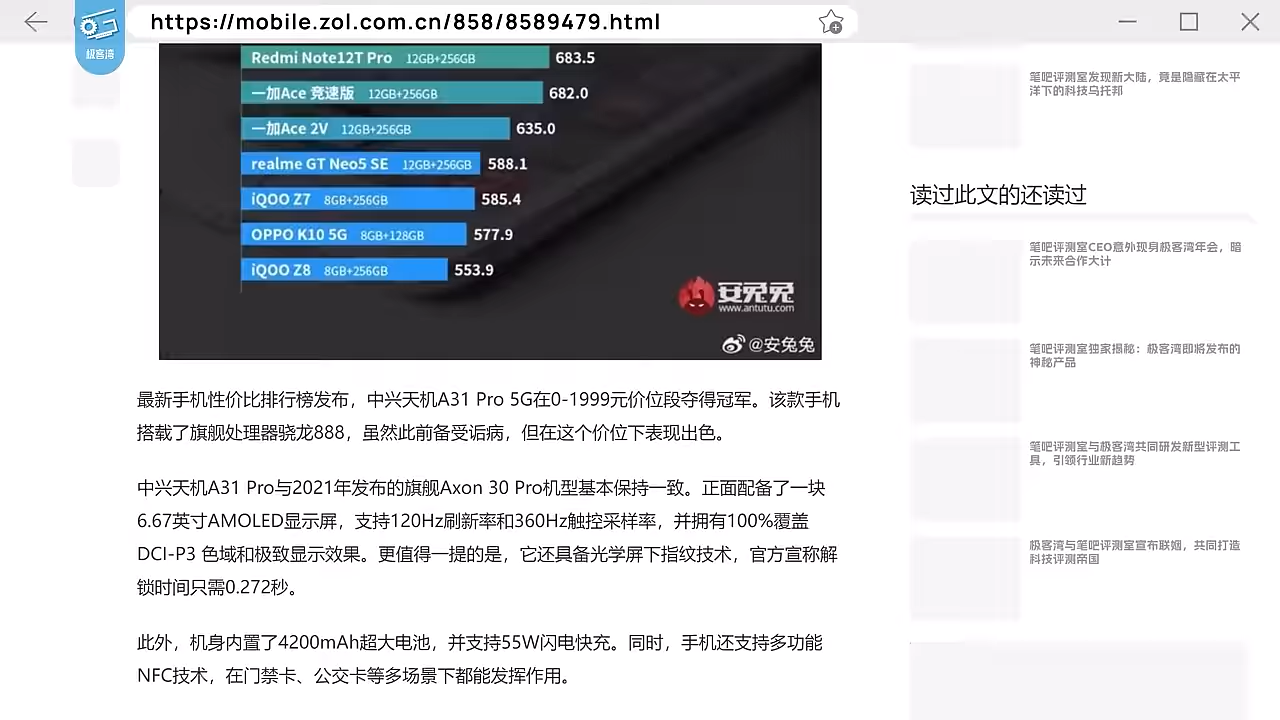 https://mobile.zol.com.cn/858/8589479.html
极客湾
Redmi Note12T Pro 12GB+256GB 683.5
一加Ace 竞速版 12GB+256GB 682.0
一加Ace 2V 12GB+256GB 635.0
realme GT Neo5 SE 12GB+256GB 588.1
iQOO Z7 8GB+256GB 585.4
OPPO K10 5G 8GB+128GB 577.9
iQOO Z8 8GB+256GB 553.9
安兔兔
www.antutu.com
@安兔兔
最新手机性价比排行榜发布，中兴天机A31 Pro 5G在0-1999元价位段夺得冠军。该款手机
搭载了旗舰处理器骁龙888，虽然此前备受诟病，但在这个价位下表现出色。
中兴天机A31 Pro与2021年发布的旗舰Axon 30 Pro机型基本保持一致。正面配备了一块
6.67英寸AMOLED显示屏，支持120Hz刷新率和360Hz触控采样率，并拥有100%覆盖
DCI-P3 色域和极致显示效果。更值得一提的是，它还具备光学屏下指纹技术，官方宣称解
锁时间只需0.272秒。
此外，机身内置了4200mAh超大电池，并支持55W闪电快充。同时，手机还支持多功能
NFC技术，在门禁卡、公交卡等多场景下都能发挥作用。
笔吧评测室发现新大陆，竟是隐藏在太平
洋下的科技乌托邦
读过此文的还读过
笔吧评测室CEO意外现身极客湾年会，暗
示未来合作大计
笔吧评测室独家揭秘：极客湾即将发布的
神秘产品
笔吧评测室与极客湾共同研发新型评测工
具，引领行业新趋势
极客湾与笔吧评测室宣布联姻，共同打造
科技评测帝国